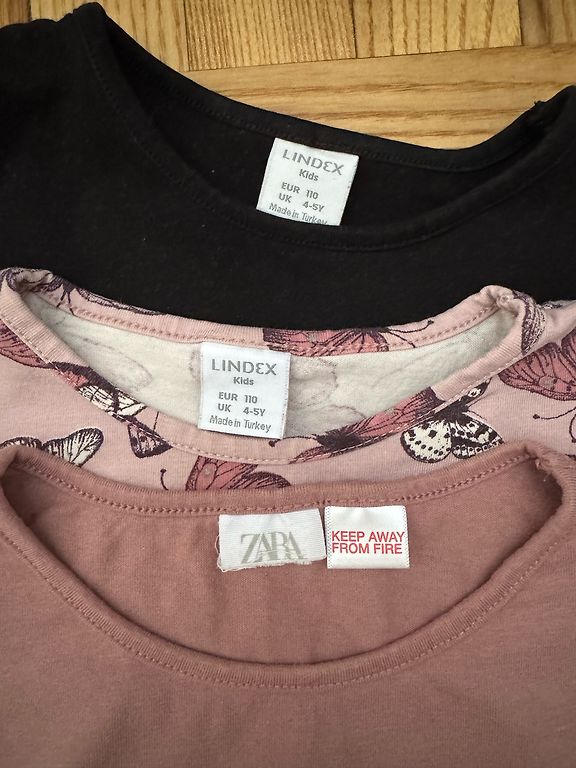 LINDEX
Kids
EUR 110
UK 4-5Y
Made in Turkey
LINDEX
Kids
EUR 110
UK 4-5Y
Made in Turkey
ZARA
KEEP AWAY
FROM FIRE